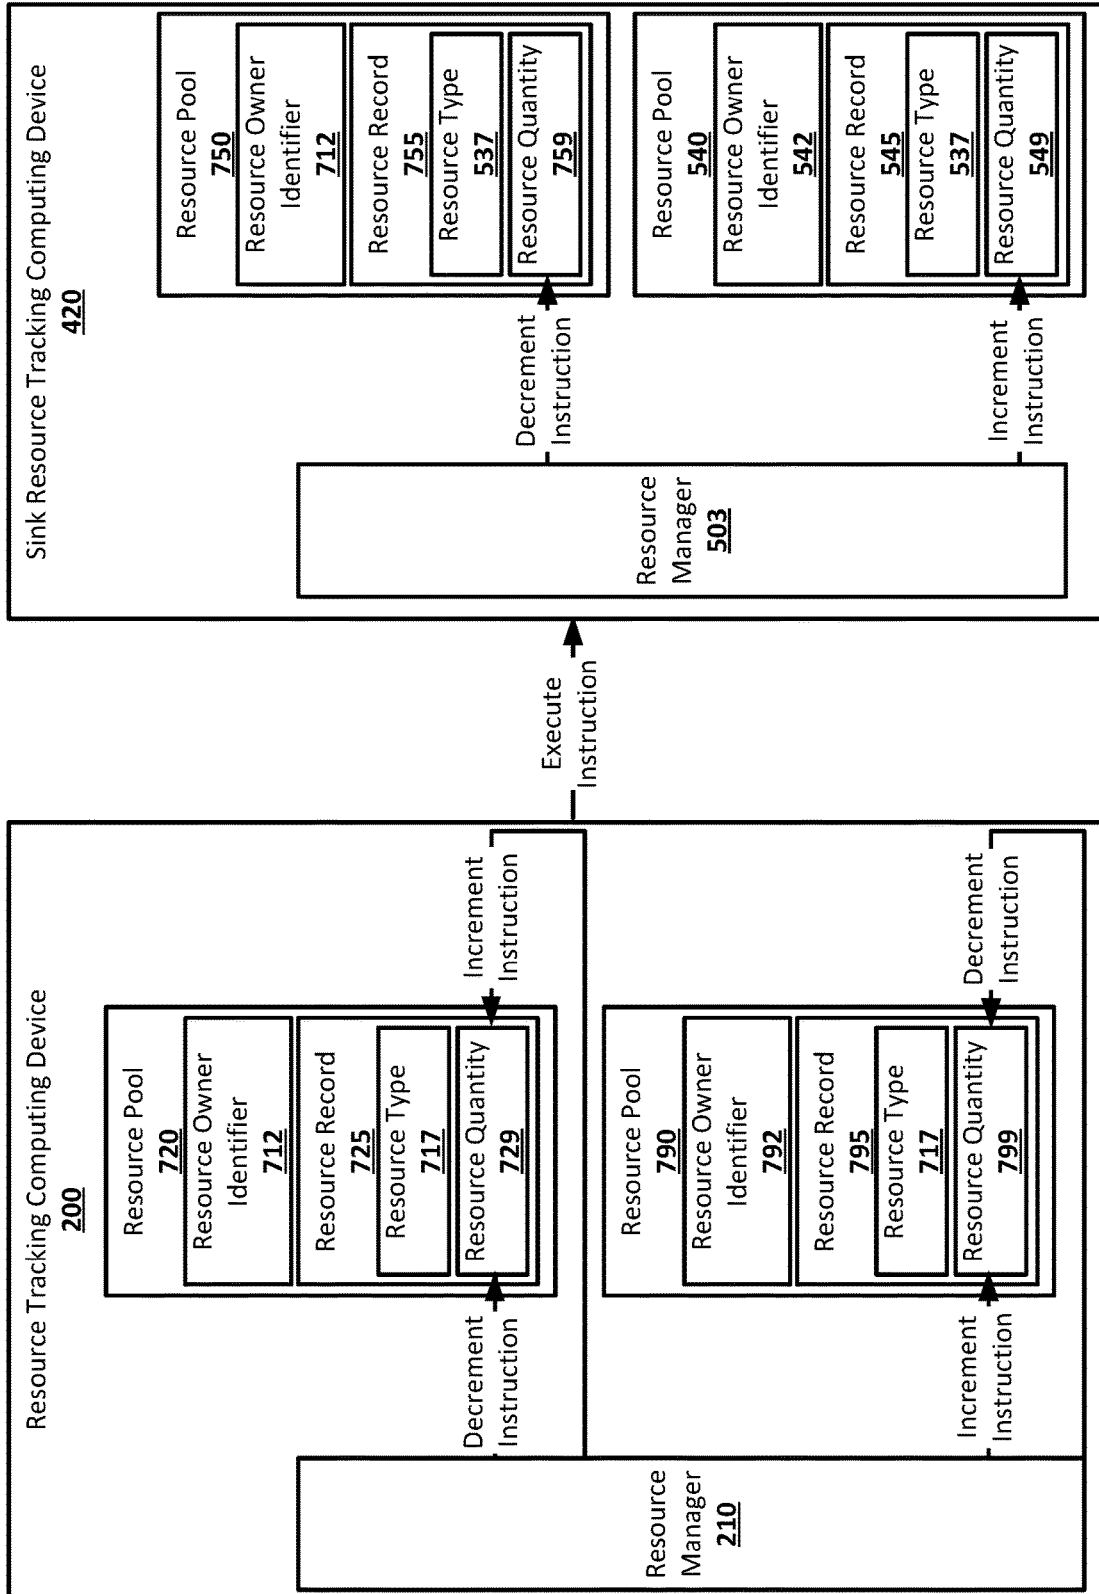 Resource Tracking Computing Device
200
Resource Manager
210
Decrement
Instruction
Resource Pool
720
Resource Owner
Identifier
712
Resource Record
725
Resource Type
717
Resource Quantity
729
Increment
Instruction
Increment
Instruction
Resource Pool
790
Resource Owner
Identifier
792
Resource Record
795
Resource Type
717
Resource Quantity
799
Decrement
Instruction
Execute
Instruction
Sink Resource Tracking Computing Device
420
Resource
Manager
503
Decrement
Instruction
Resource Pool
750
Resource Owner
Identifier
712
Resource Record
755
Resource Type
537
Resource Quantity
759
Increment
Instruction
Resource Pool
540
Resource Owner
Identifier
542
Resource Record
545
Resource Type
537
Resource Quantity
549